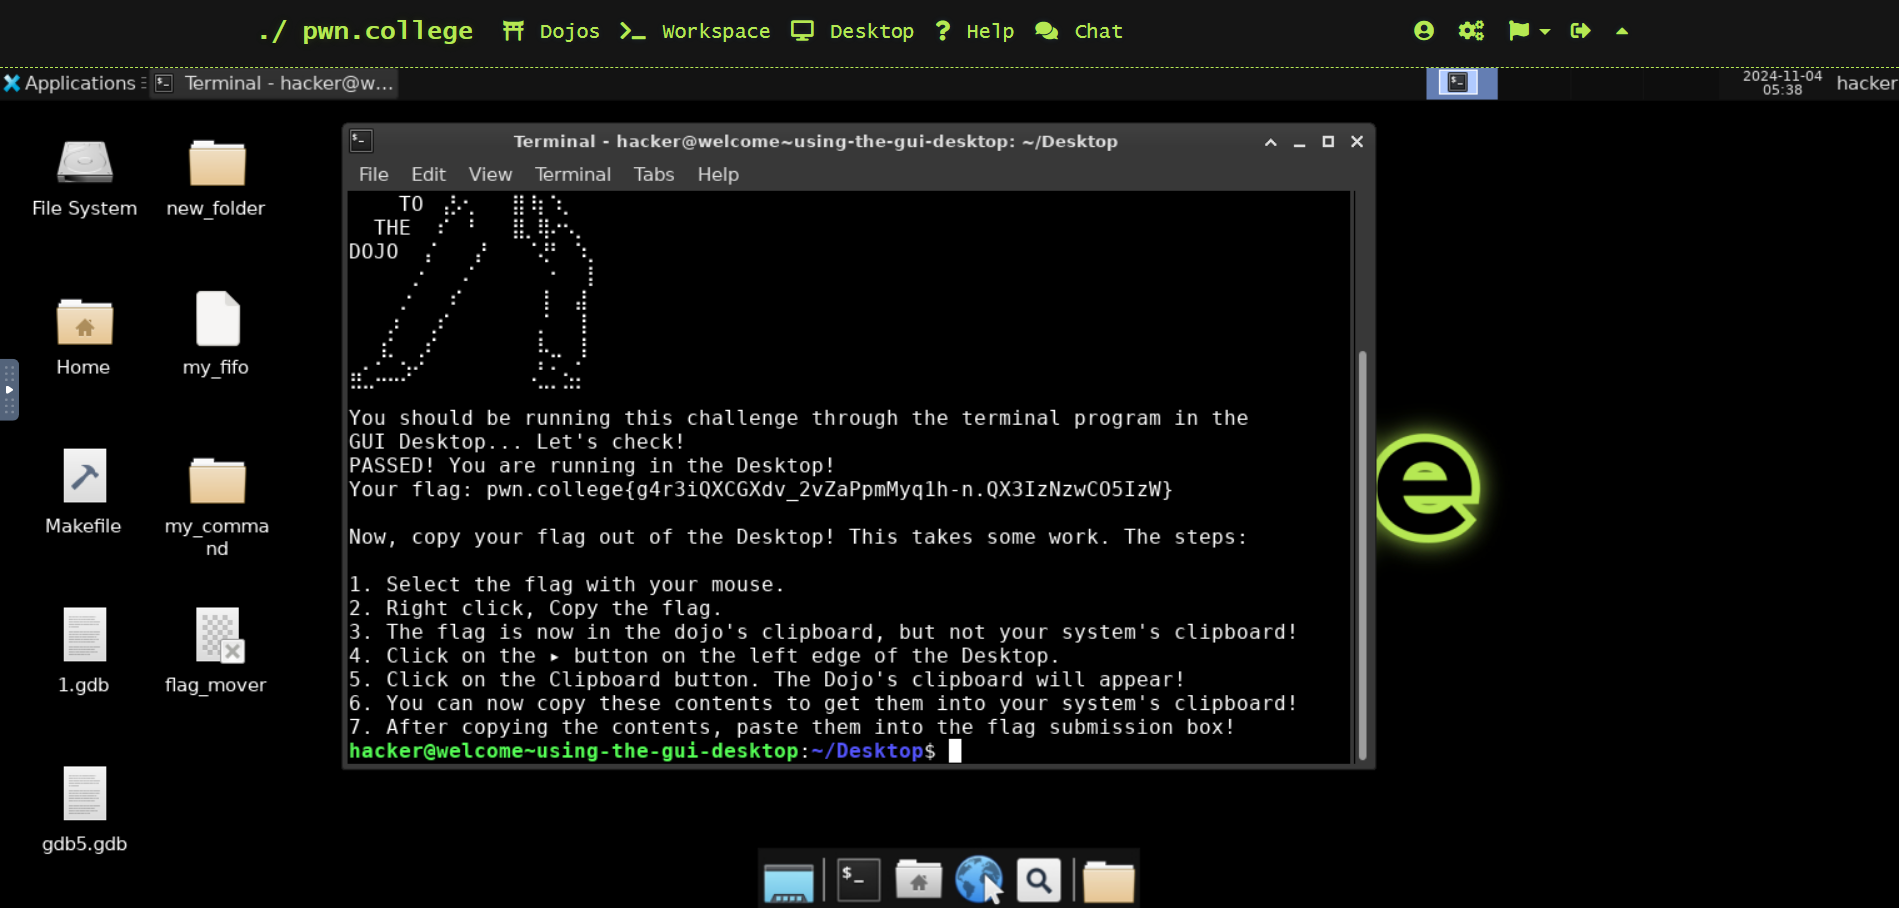 ./ pwn.college Dojos Workspace Desktop Help Chat
Applications Terminal - hacker@w... 2024-11-04 05:38 hacker
File System
new_folder
Home
my_fifo
Makefile
my_comma
nd
1.gdb
flag_mover
gdb5.gdb
Terminal - hacker@welcome~using-the-gui-desktop: ~/Desktop
File Edit View Terminal Tabs Help
TO
THE
DOJO
You should be running this challenge through the terminal program in the
GUI Desktop... Let's check!
PASSED! You are running in the Desktop!
Your flag: pwn.college{g4r3iQXCGXdv_2vZaPpmMyq1h-n.QX3IzNzwCO5IzW}
Now, copy your flag out of the Desktop! This takes some work. The steps:
1. Select the flag with your mouse.
2. Right click, Copy the flag.
3. The flag is now in the dojo's clipboard, but not your system's clipboard!
4. Click on the ▸ button on the left edge of the Desktop.
5. Click on the Clipboard button. The Dojo's clipboard will appear!
6. You can now copy these contents to get them into your system's clipboard!
7. After copying the contents, paste them into the flag submission box!
hacker@welcome~using-the-gui-desktop:~/Desktop$
e